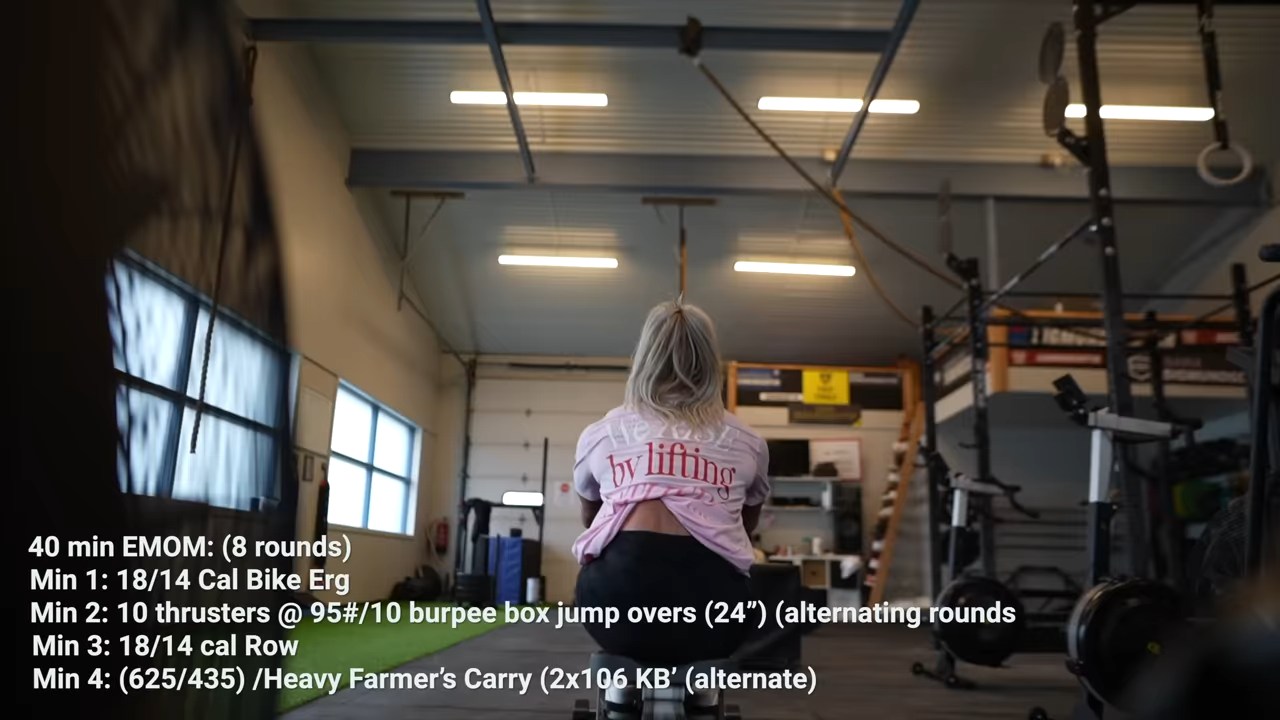 by lifting
40 min EMOM: (8 rounds)
Min 1: 18/14 Cal Bike Erg
Min 2: 10 thrusters @ 95#/10 burpee box jump overs (24”) (alternating rounds
Min 3: 18/14 cal Row
Min 4: (625/435) /Heavy Farmer’s Carry (2x106 KB’ (alternate)